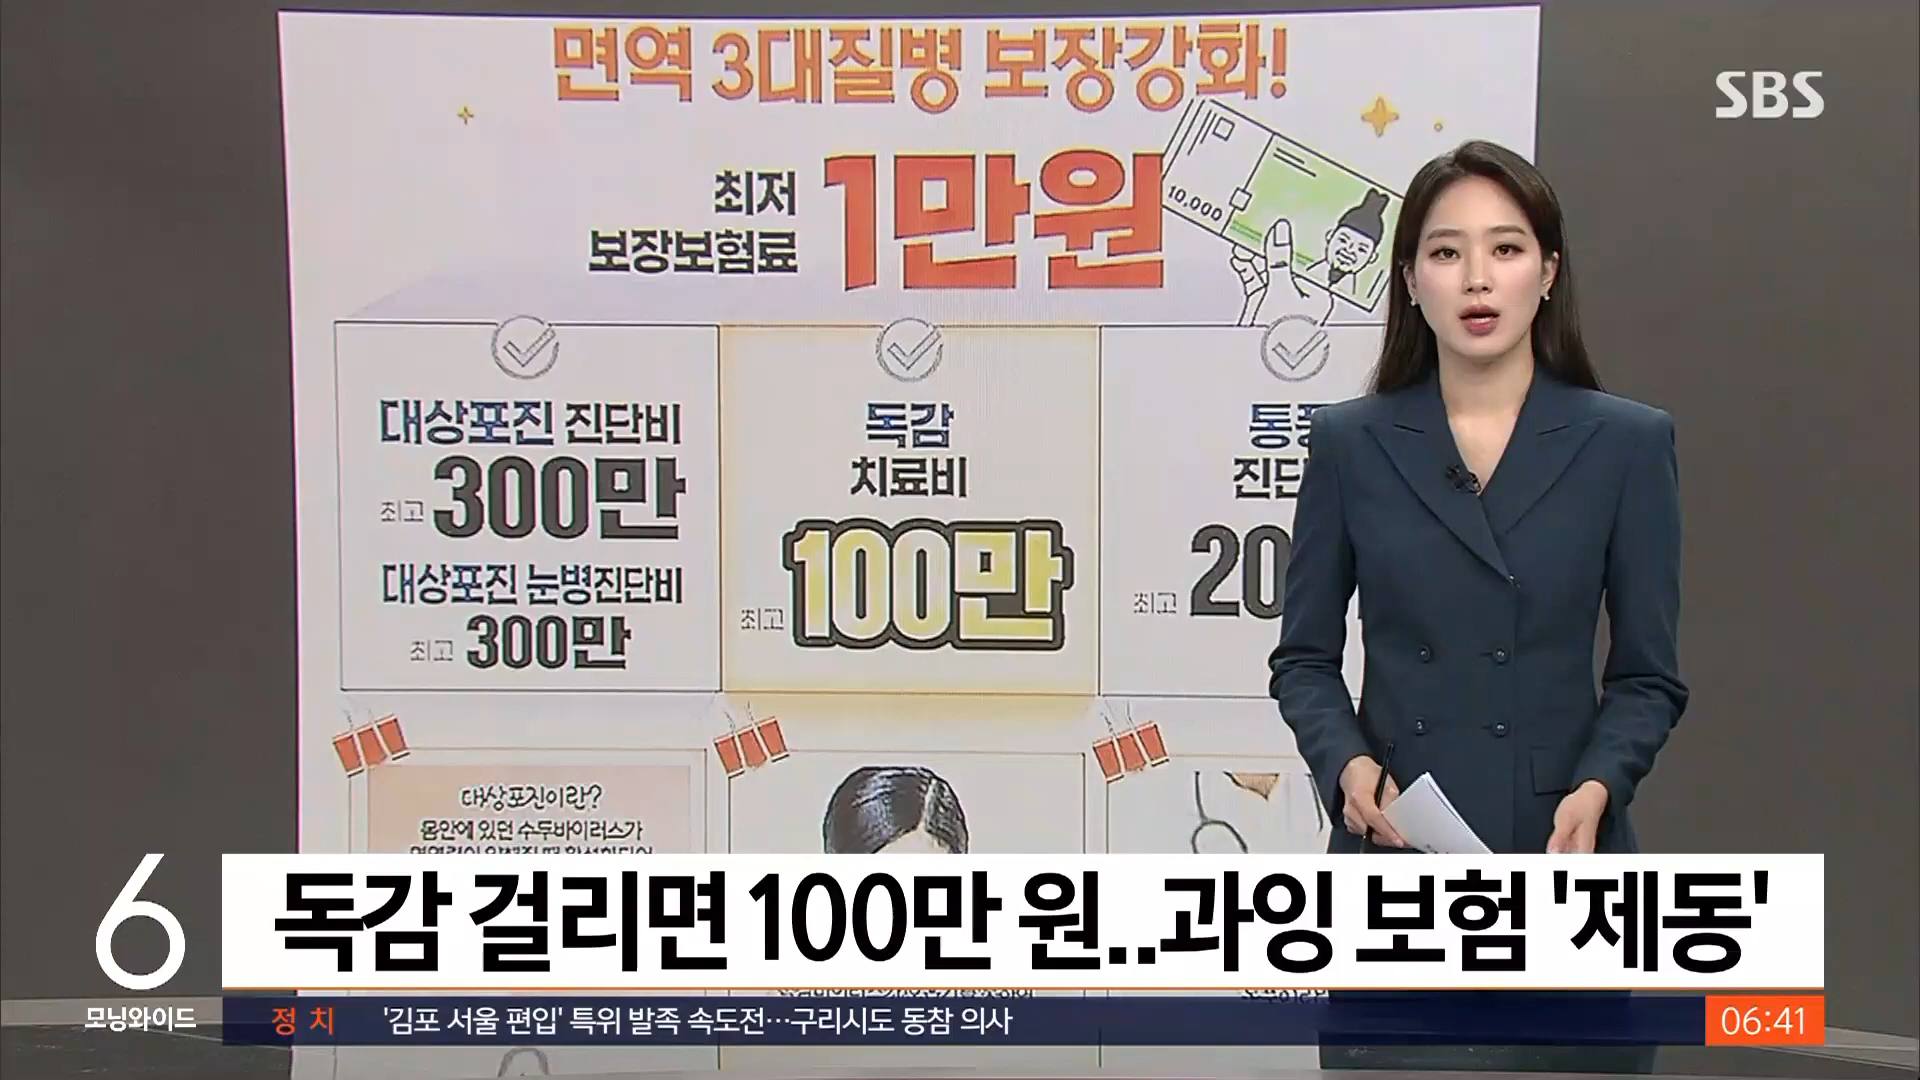 면역 3대질병 보장강화!
SBS
최저
보장보험료
1만원
10,000
대상포진 진단비
최고 300만
대상포진 눈병진단비
최고 300만
독감
치료비
최고 100만
최고 20
대상포진이란?
몸안에 있던 수두바이러스가
6
모닝와이드
독감 걸리면 100만 원..과잉 보험 '제동'
정치
'김포 서울 편입' 특위 발족 속도전…구리시도 동참 의사
06:41